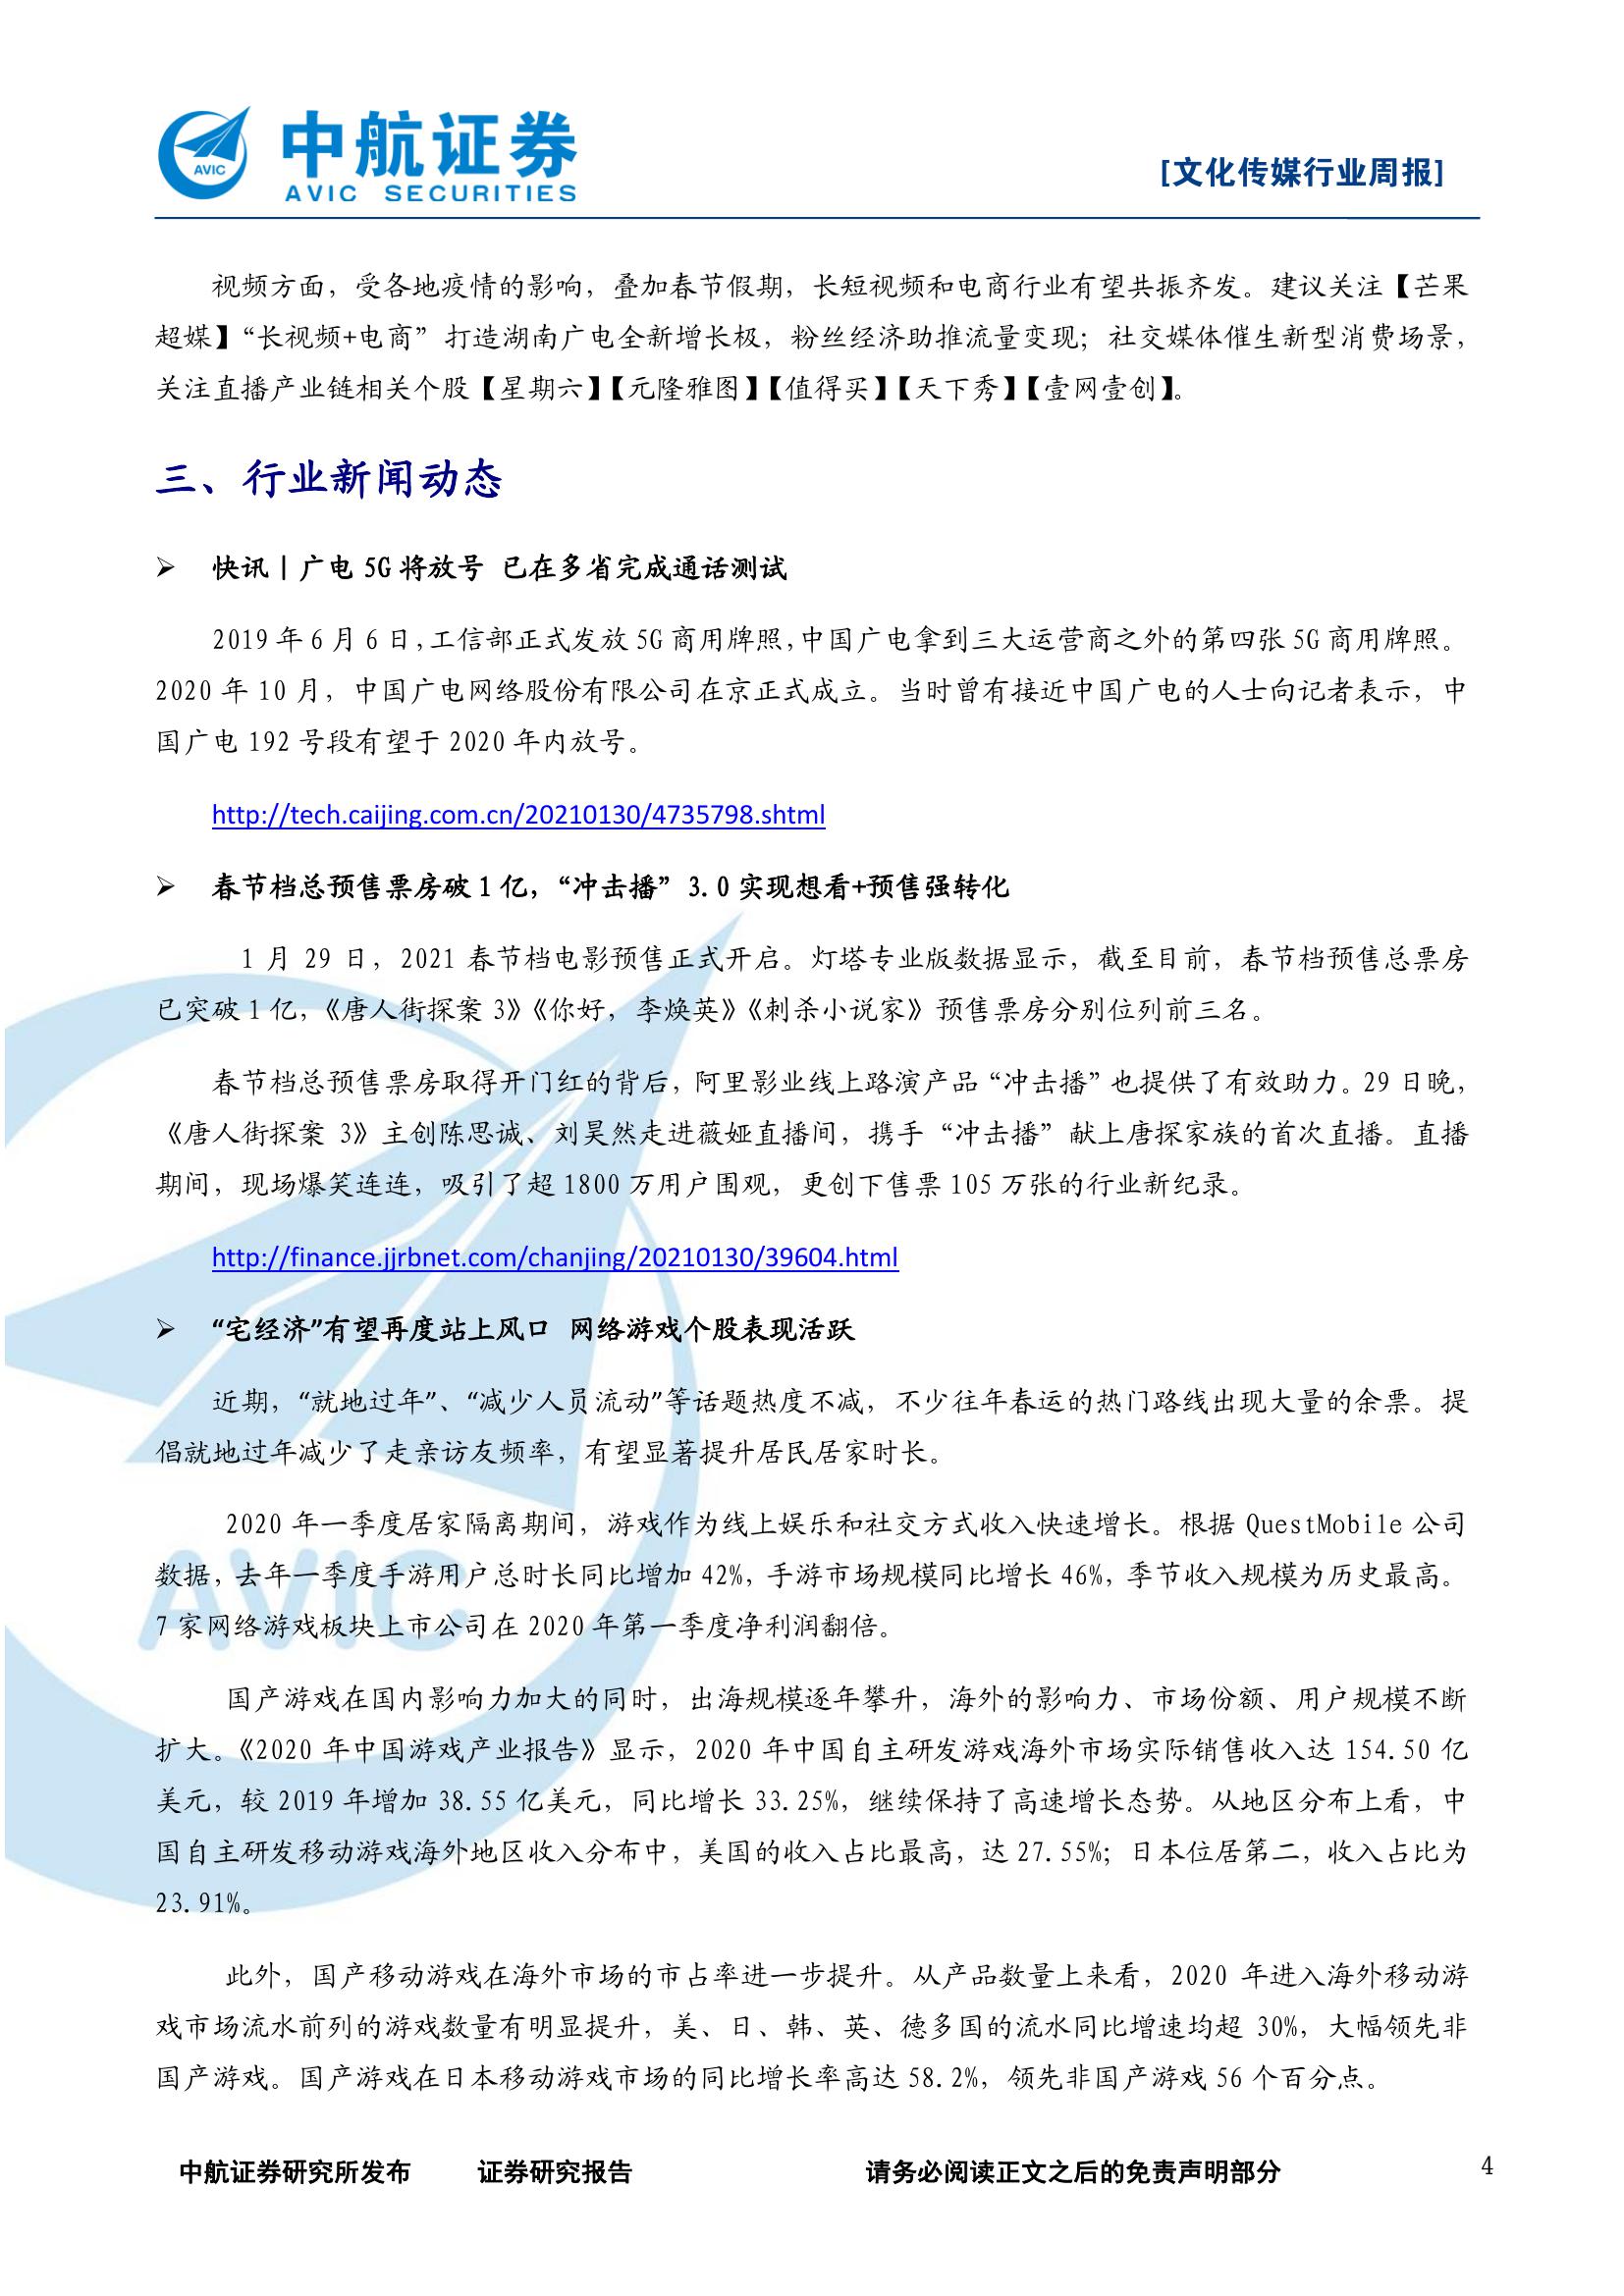 AVIC
中航证券
AVIC SECURITIES
[文化传媒行业周报]
视频方面，受各地疫情的影响，叠加春节假期，长短视频和电商行业有望共振齐发。建议关注【芒果
超媒】“长视频+电商”打造湖南广电全新增长极，粉丝经济助推流量变现；社交媒体催生新型消费场景，
关注直播产业链相关个股【星期六】【元隆雅图】【值得买】【天下秀】【壹网壹创】。
三、行业新闻动态
➢ 快讯|广电 5G 将放号 已在多省完成通话测试
2019 年 6 月 6 日，工信部正式发放 5G 商用牌照，中国广电拿到三大运营商之外的第四张 5G 商用牌照。
2020 年 10 月，中国广电网络股份有限公司在京正式成立。当时曾有接近中国广电的人士向记者表示，中
国广电 192 号段有望于 2020 年内放号。
http://tech.caijing.com.cn/20210130/4735798.shtml
➢ 春节档总预售票房破 1 亿，“冲击播”3.0 实现想看+预售强转化
1 月 29 日，2021 春节档电影预售正式开启。灯塔专业版数据显示，截至目前，春节档预售总票房
已突破 1 亿，《唐人街探案 3》《你好，李焕英》《刺杀小说家》预售票房分别位列前三名。
春节档总预售票房取得开门红的背后，阿里影业线上路演产品“冲击播”也提供了有效助力。29 日晚，
《唐人街探案 3》主创陈思诚、刘昊然走进薇娅直播间，携手“冲击播”献上唐探家族的首次直播。直播
期间，现场爆笑连连，吸引了超 1800 万用户围观，更创下售票 105 万张的行业新纪录。
http://finance.jjrbnet.com/chanjing/20210130/39604.html
➢ “宅经济”有望再度站上风口 网络游戏个股表现活跃
近期，“就地过年”、“减少人员流动”等话题热度不减，不少往年春运的热门路线出现大量的余票。提
倡就地过年减少了走亲访友频率，有望显著提升居民居家时长。
2020 年一季度居家隔离期间，游戏作为线上娱乐和社交方式收入快速增长。根据 QuestMobile 公司
数据，去年一季度手游用户总时长同比增加 42%，手游市场规模同比增长 46%，季节收入规模为历史最高。
7 家网络游戏板块上市公司在 2020 年第一季度净利润翻倍。
国产游戏在国内影响力加大的同时，出海规模逐年攀升，海外的影响力、市场份额、用户规模不断
扩大。《2020 年中国游戏产业报告》显示，2020 年中国自主研发游戏海外市场实际销售收入达 154.50 亿
美元，较 2019 年增加 38.55 亿美元，同比增长 33.25%，继续保持了高速增长态势。从地区分布上看，中
国自主研发移动游戏海外地区收入分布中，美国的收入占比最高，达 27.55%；日本位居第二，收入占比为
23.91%。
此外，国产移动游戏在海外市场的市占率进一步提升。从产品数量上来看，2020 年进入海外移动游
戏市场流水前列的游戏数量有明显提升，美、日、韩、英、德多国的流水同比增速均超 30%，大幅领先非
国产游戏。国产游戏在日本移动游戏市场的同比增长率高达 58.2%，领先非国产游戏 56 个百分点。
AVIC
中航证券研究所发布 证券研究报告 请务必阅读正文之后的免责声明部分 4